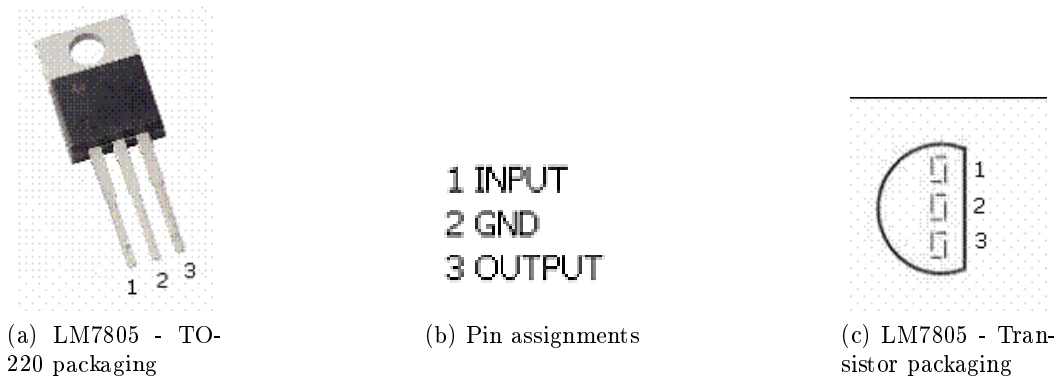 1 2 3
1 INPUT
2 GND
3 OUTPUT
1
2
3
(a) LM7805 - TO-
220 packaging
(b) Pin assignments
(c) LM7805 - Tran-
sistor packaging